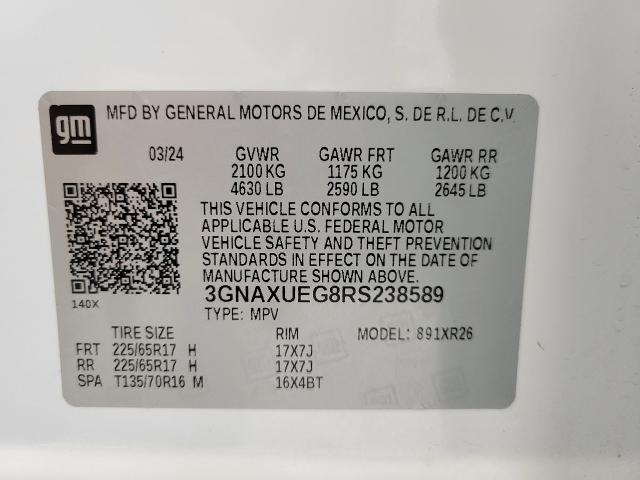 gm MFD BY GENERAL MOTORS DE MEXICO, S. DE R.L. DE C.V.
03/24 GVWR GAWR FRT GAWR RR
2100 KG 1175 KG 1200 KG
4630 LB 2590 LB 2645 LB
THIS VEHICLE CONFORMS TO ALL
APPLICABLE U.S. FEDERAL MOTOR
VEHICLE SAFETY AND THEFT PREVENTION
STANDARDS IN EFFECT ON THE DATE OF
MANUFACTURE SHOWN ABOVE.
140X 3GNAXUEG8RS238589
TYPE: MPV
TIRE SIZE RIM MODEL: 891XR26
FRT 225/65R17 H 17X7J
RR 225/65R17 H 17X7J
SPA T135/70R16 M 16X4BT